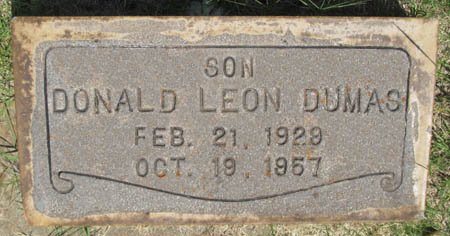 SON
DONALD LEON DUMAS
FEB. 21, 1929
OCT. 19, 1957